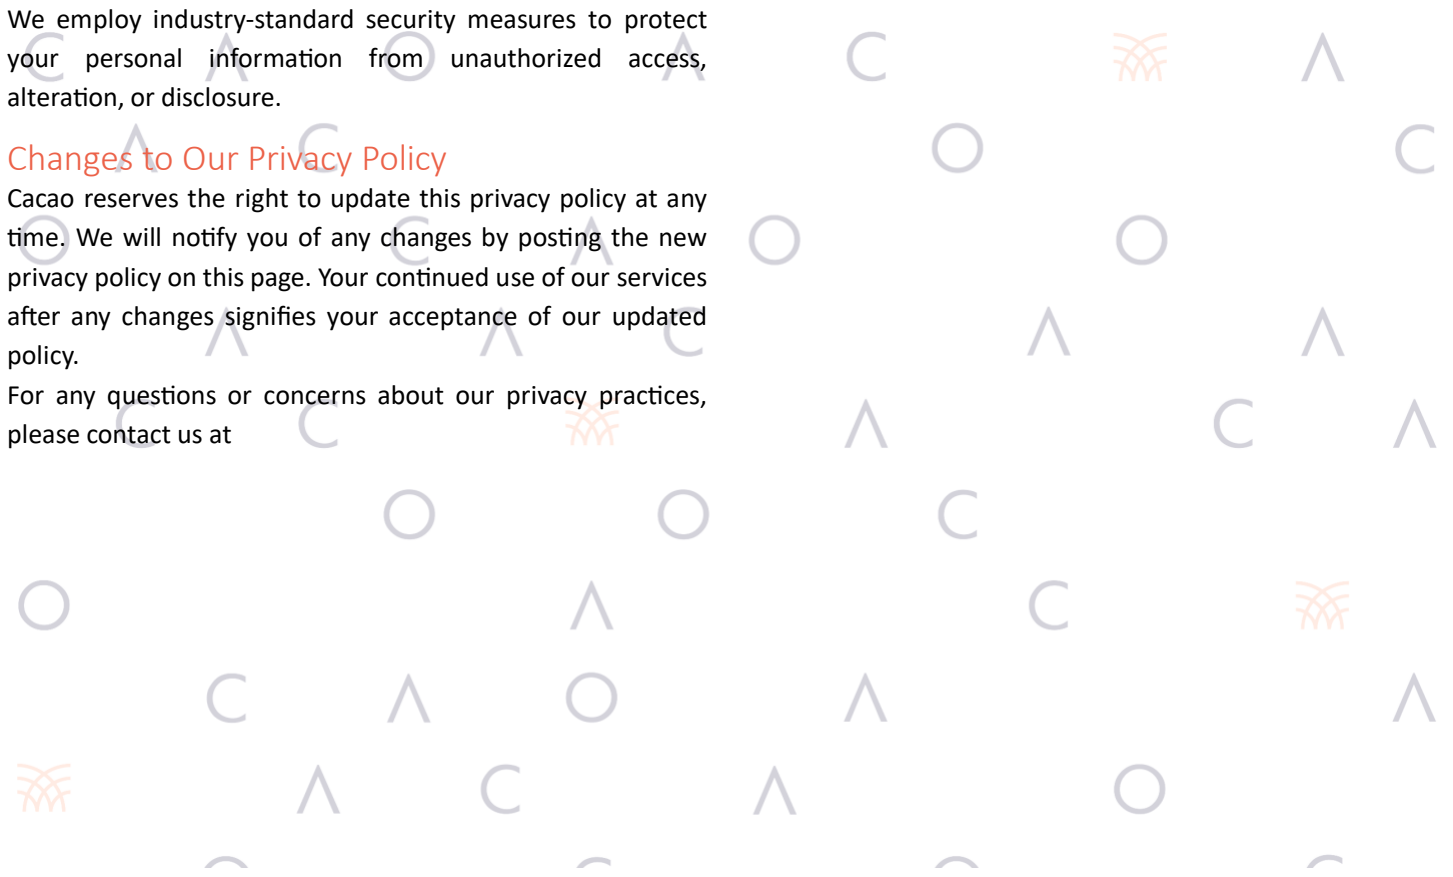 We employ industry-standard security measures to protect
your personal information from unauthorized access,
alteration, or disclosure.
Changes to Our Privacy Policy
Cacao reserves the right to update this privacy policy at any
time. We will notify you of any changes by posting the new
privacy policy on this page. Your continued use of our services
after any changes signifies your acceptance of our updated
policy.
For any questions or concerns about our privacy practices,
please contact us at